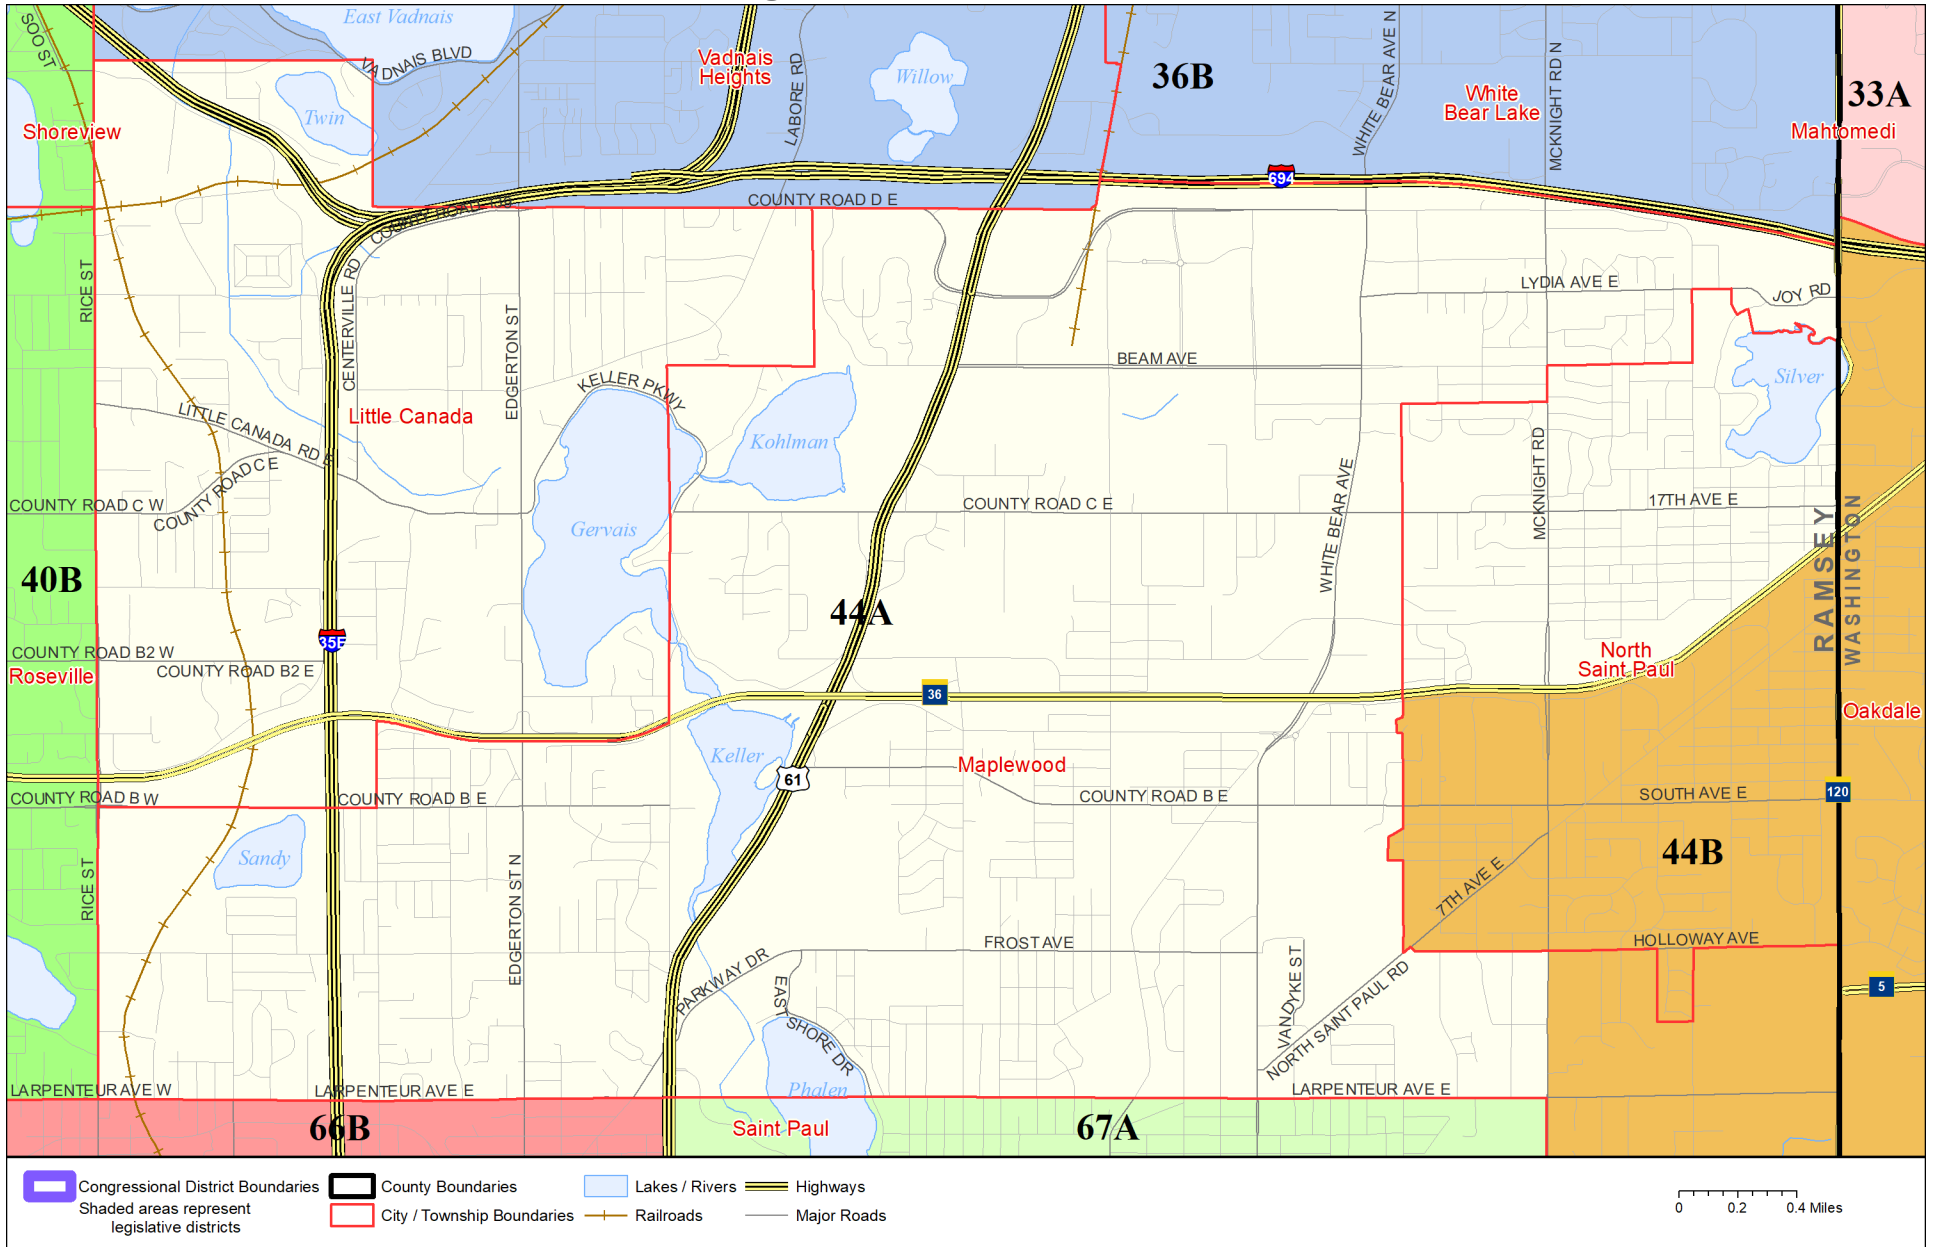 East Vadnais
SOO ST
VADNAIS BLVD
Vadnais
Heights
LABORE RD
Willow
36B
WHITE BEAR AVE N
White
Bear Lake
MCKNIGHT RD N
33A
Mahtomedi
Shoreview
Twin
694
COUNTY ROAD D E
RICE ST
CENTERVILLE RD
EDGERTON ST
LYDIA AVE E
JOY RD
BEAM AVE
KELLER PKWY
Silver
LITTLE CANADA RD E
Little Canada
Kohlman
COUNTY ROAD C E
COUNTY ROAD C W
Gervais
COUNTY ROAD C E
WHITE BEAR AVE
MCKNIGHT RD
17TH AVE E
RAMSEY
WASHINGTON
40B
44A
35E
COUNTY ROAD B2 W
COUNTY ROAD B2 E
Roseville
North
Saint Paul
36
Oakdale
Keller
61
Maplewood
120
COUNTY ROAD B W
COUNTY ROAD B E
COUNTY ROAD B E
SOUTH AVE E
Sandy
44B
RICE ST
EDGERTON ST N
7TH AVE E
FROST AVE
HOLLOWAY AVE
PARKWAY DR
EAST SHORE DR
VAN DYKE ST
NORTH SAINT PAUL RD
5
LARPENTEUR AVE W
LARPENTEUR AVE E
Phalen
LARPENTEUR AVE E
66B
Saint Paul
67A
Congressional District Boundaries
Shaded areas represent
legislative districts
County Boundaries
City / Township Boundaries
Lakes / Rivers
Railroads
Highways
Major Roads
0 0.2 0.4 Miles